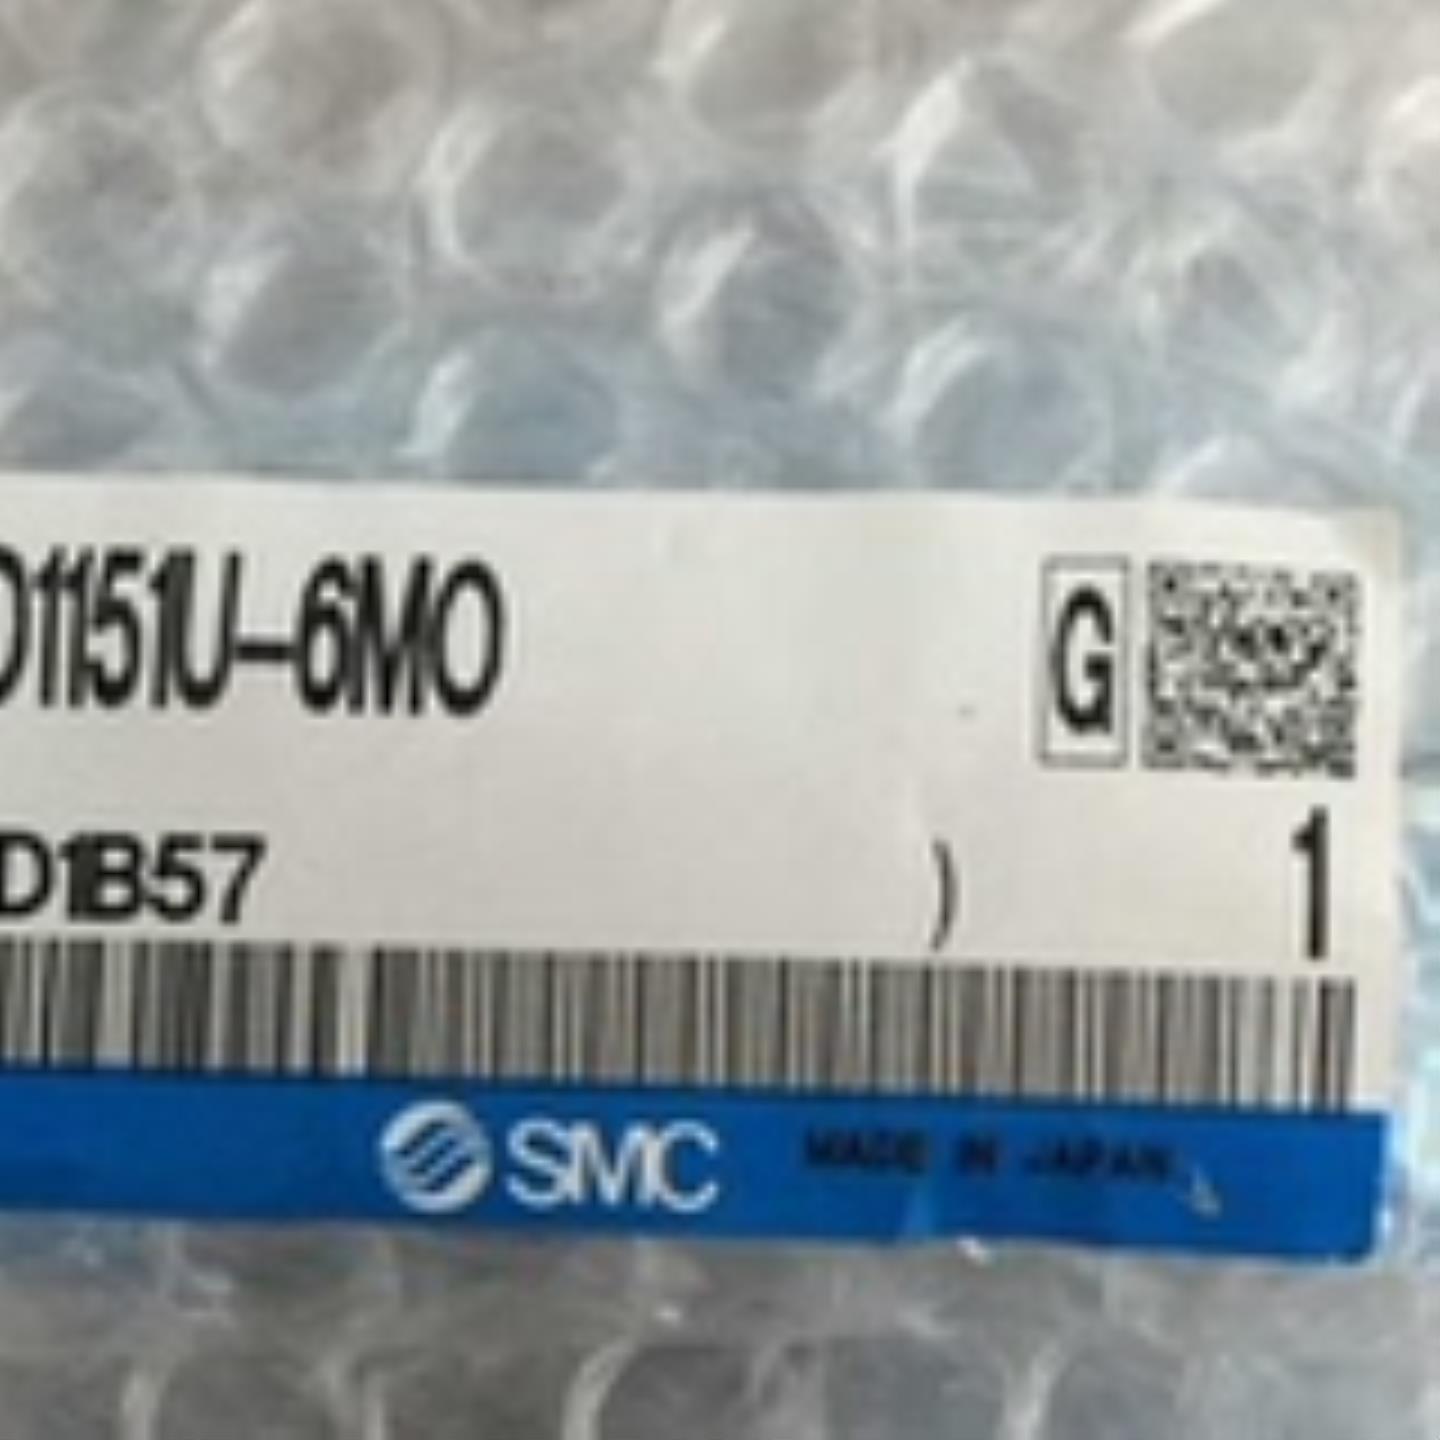 D1151U-6MO G
D1B57 ) 1
SMC MADE IN JAPAN